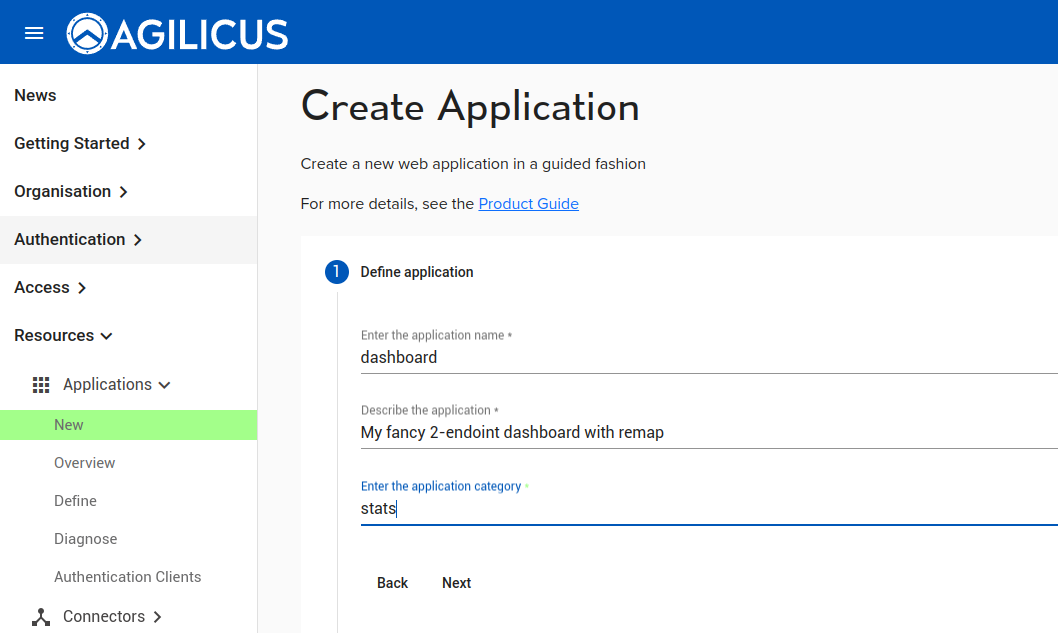 AGILICUS
News
Getting Started
Organisation
Authentication
Access
Resources
Applications
New
Overview
Define
Diagnose
Authentication Clients
Connectors
Create Application
Create a new web application in a guided fashion
For more details, see the Product Guide
1 Define application
Enter the application name *
dashboard
Describe the application *
My fancy 2-endoint dashboard with remap
Enter the application category *
stats
Back Next